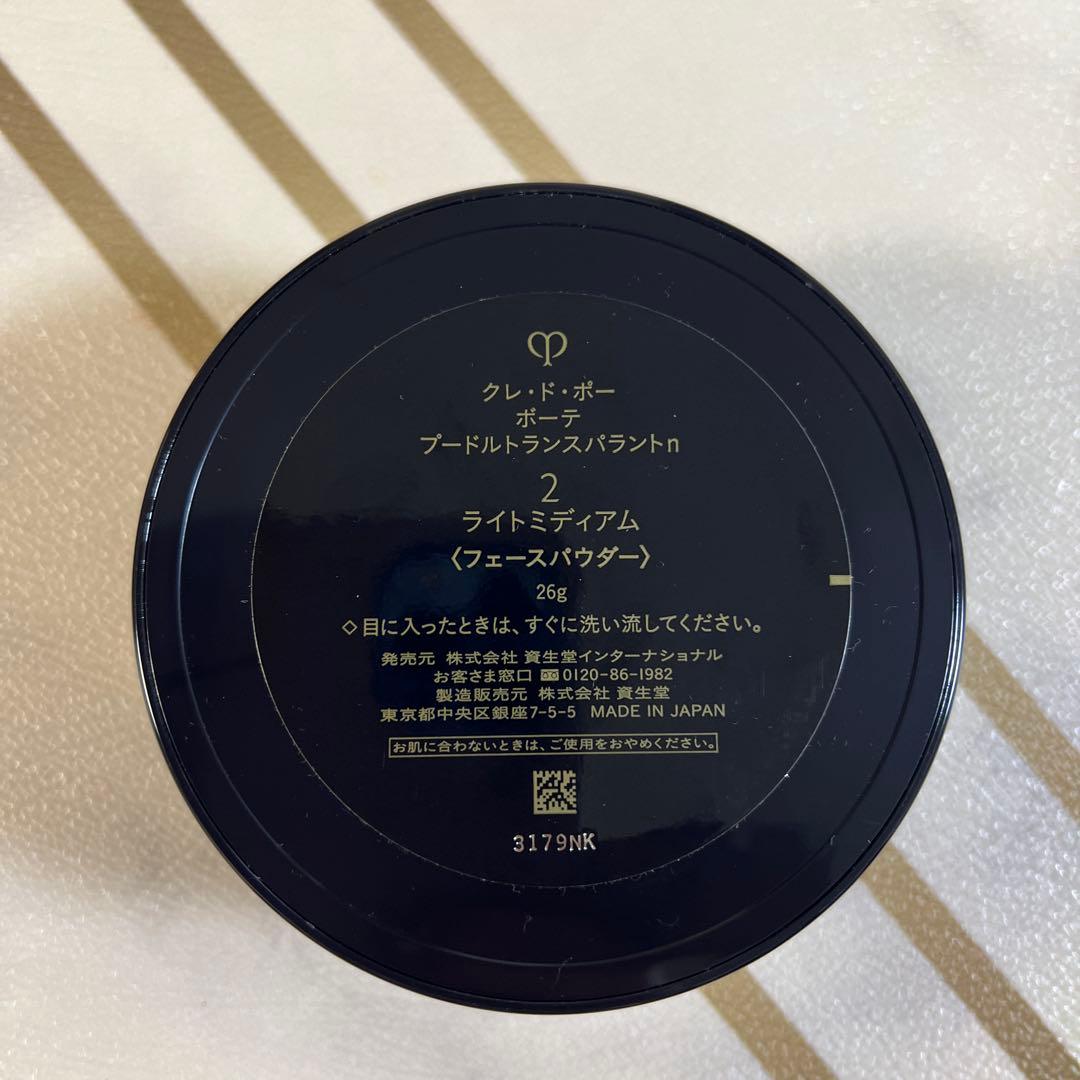 クレ・ド・ポー
ボーテ
プードルトランスパラントn
2
ライトミディアム
〈フェースパウダー〉
26g
◇目に入ったときは、すぐに洗い流してください。
発売元 株式会社 資生堂インターナショナル
お客さま窓口 0120-86-1982
製造販売元 株式会社 資生堂
東京都中央区銀座7-5-5 MADE IN JAPAN
お肌に合わないときは、ご使用をおやめください。
3179NK